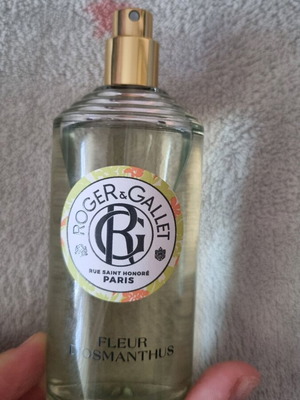 ROGER & GALLET
RG
RUE SAINT HONORÉ
PARIS
FLEUR
D'OSMANTHUS